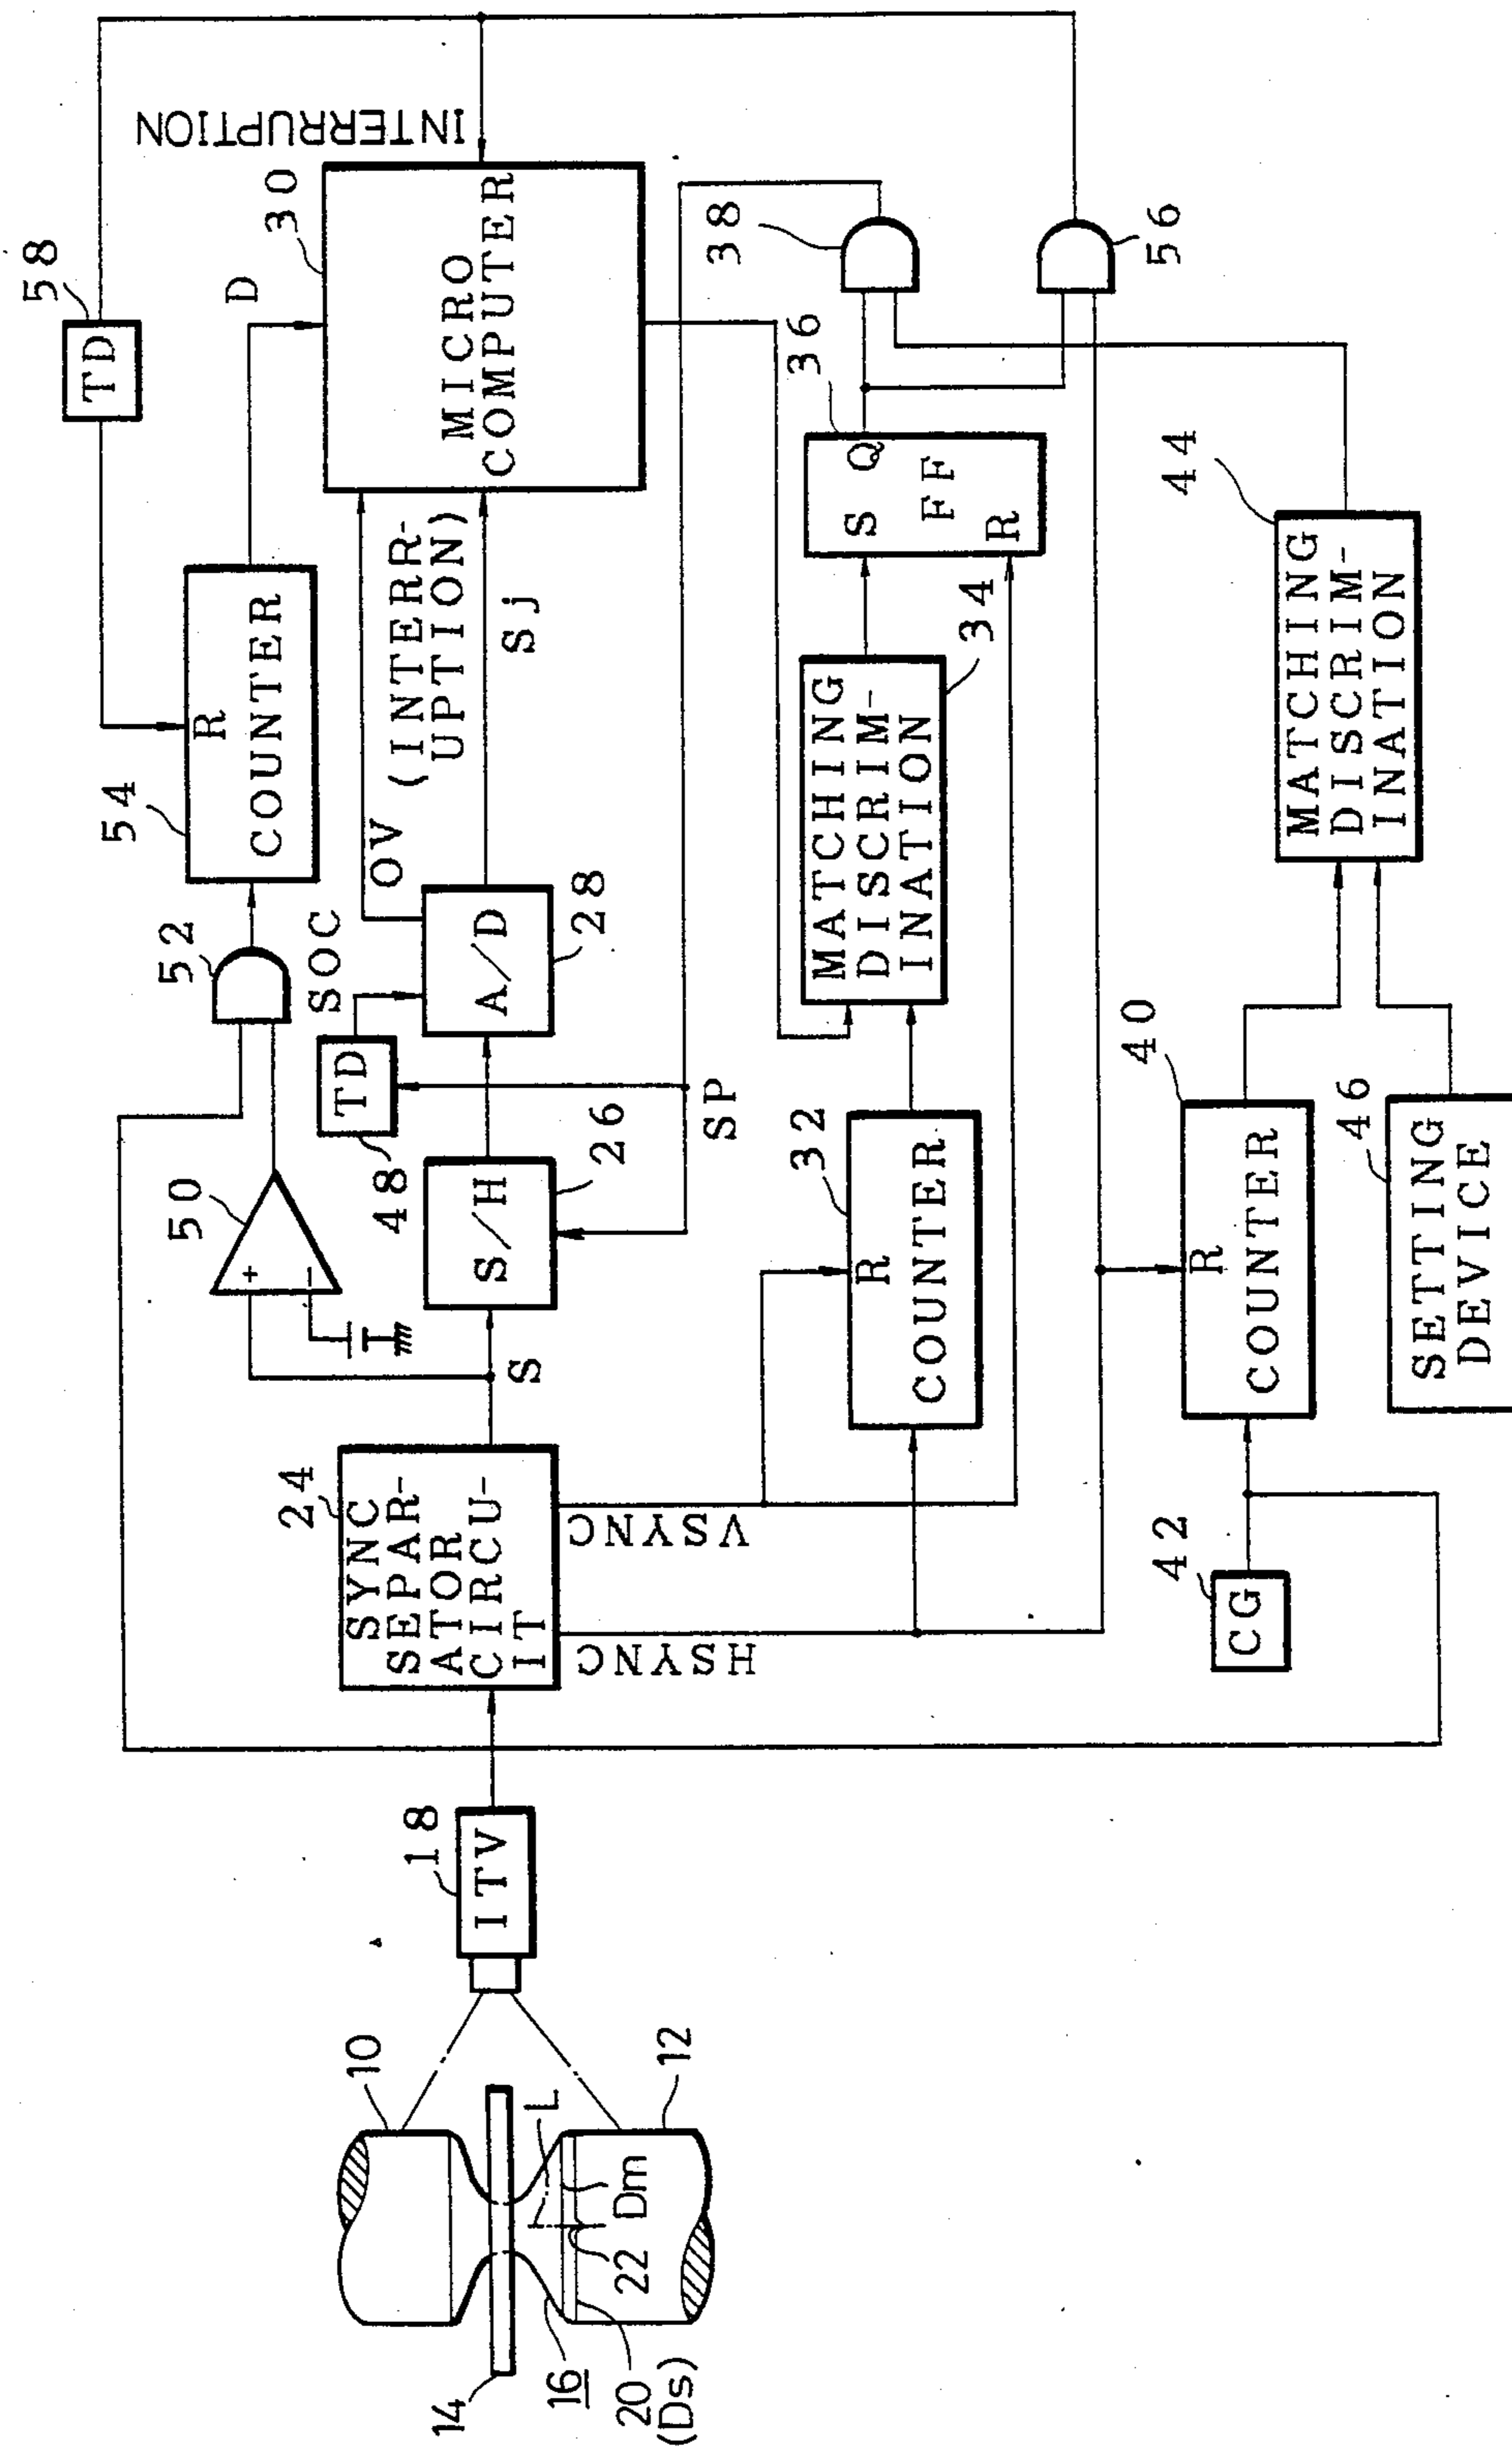 58
TD
INTERRUPTION
30
D
MICRO
COMPUTER
54
R
COUNTER
OV
(INTERR-
UPTION)
Sj
52
SOC
A/D
28
TD
48
50
+
-
S/H
26
SP
S
38
36
S Q
FF
R
56
MATCHING
DISCRIM-
INATION
34
44
MATCHING
DISCRIM-
INATION
32
R
COUNTER
40
R
COUNTER
46
SETTING
DEVICE
24
SYNC
SEPAR-
ATOR
CIRCU-
IT
VSYNC
HSYNC
42
CG
18
ITV
10
12
L
Dm
22
14
16
20
(Ds)